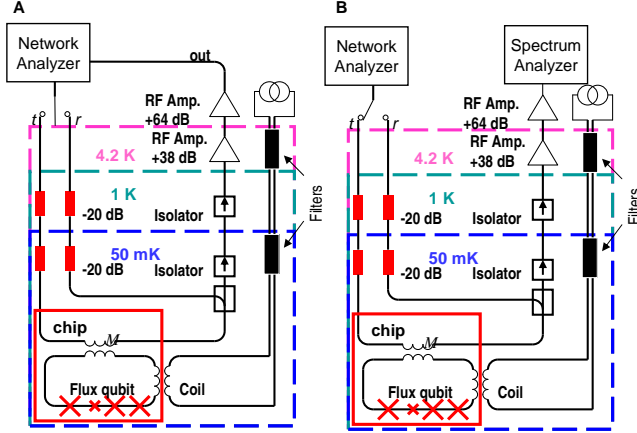 A
Network
Analyzer
out
t
r
RF Amp.
+64 dB
RF Amp.
+38 dB
4.2 K
1 K
-20 dB
Isolator
Filters
50 mK
-20 dB
Isolator
chip
M
Flux qubit
Coil
B
Network
Analyzer
Spectrum
Analyzer
t
r
RF Amp.
+64 dB
RF Amp.
+38 dB
4.2 K
1 K
-20 dB
Isolator
Filters
50 mK
-20 dB
Isolator
chip
M
Flux qubit
Coil